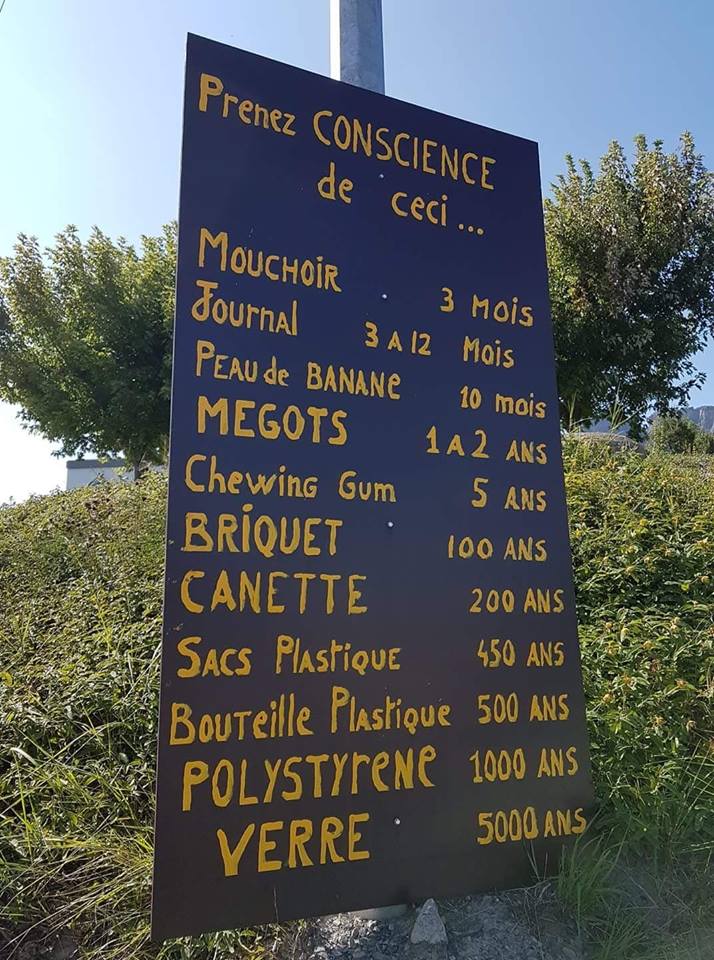 Prenez CONSCIENCE
de ceci...
MOUCHOIR 3 MOIS
Journal 3 A 12 Mois
PEAU de BANANE 10 mois
MEGOTS 1 A 2 ANS
Chewing Gum 5 ANS
BRIQUET 100 ANS
CANETTE 200 ANS
SACS Plastique 450 ANS
Bouteille Plastique 500 ANS
POLYSTYrENE 1000 ANS
VERRE 5000 ANS